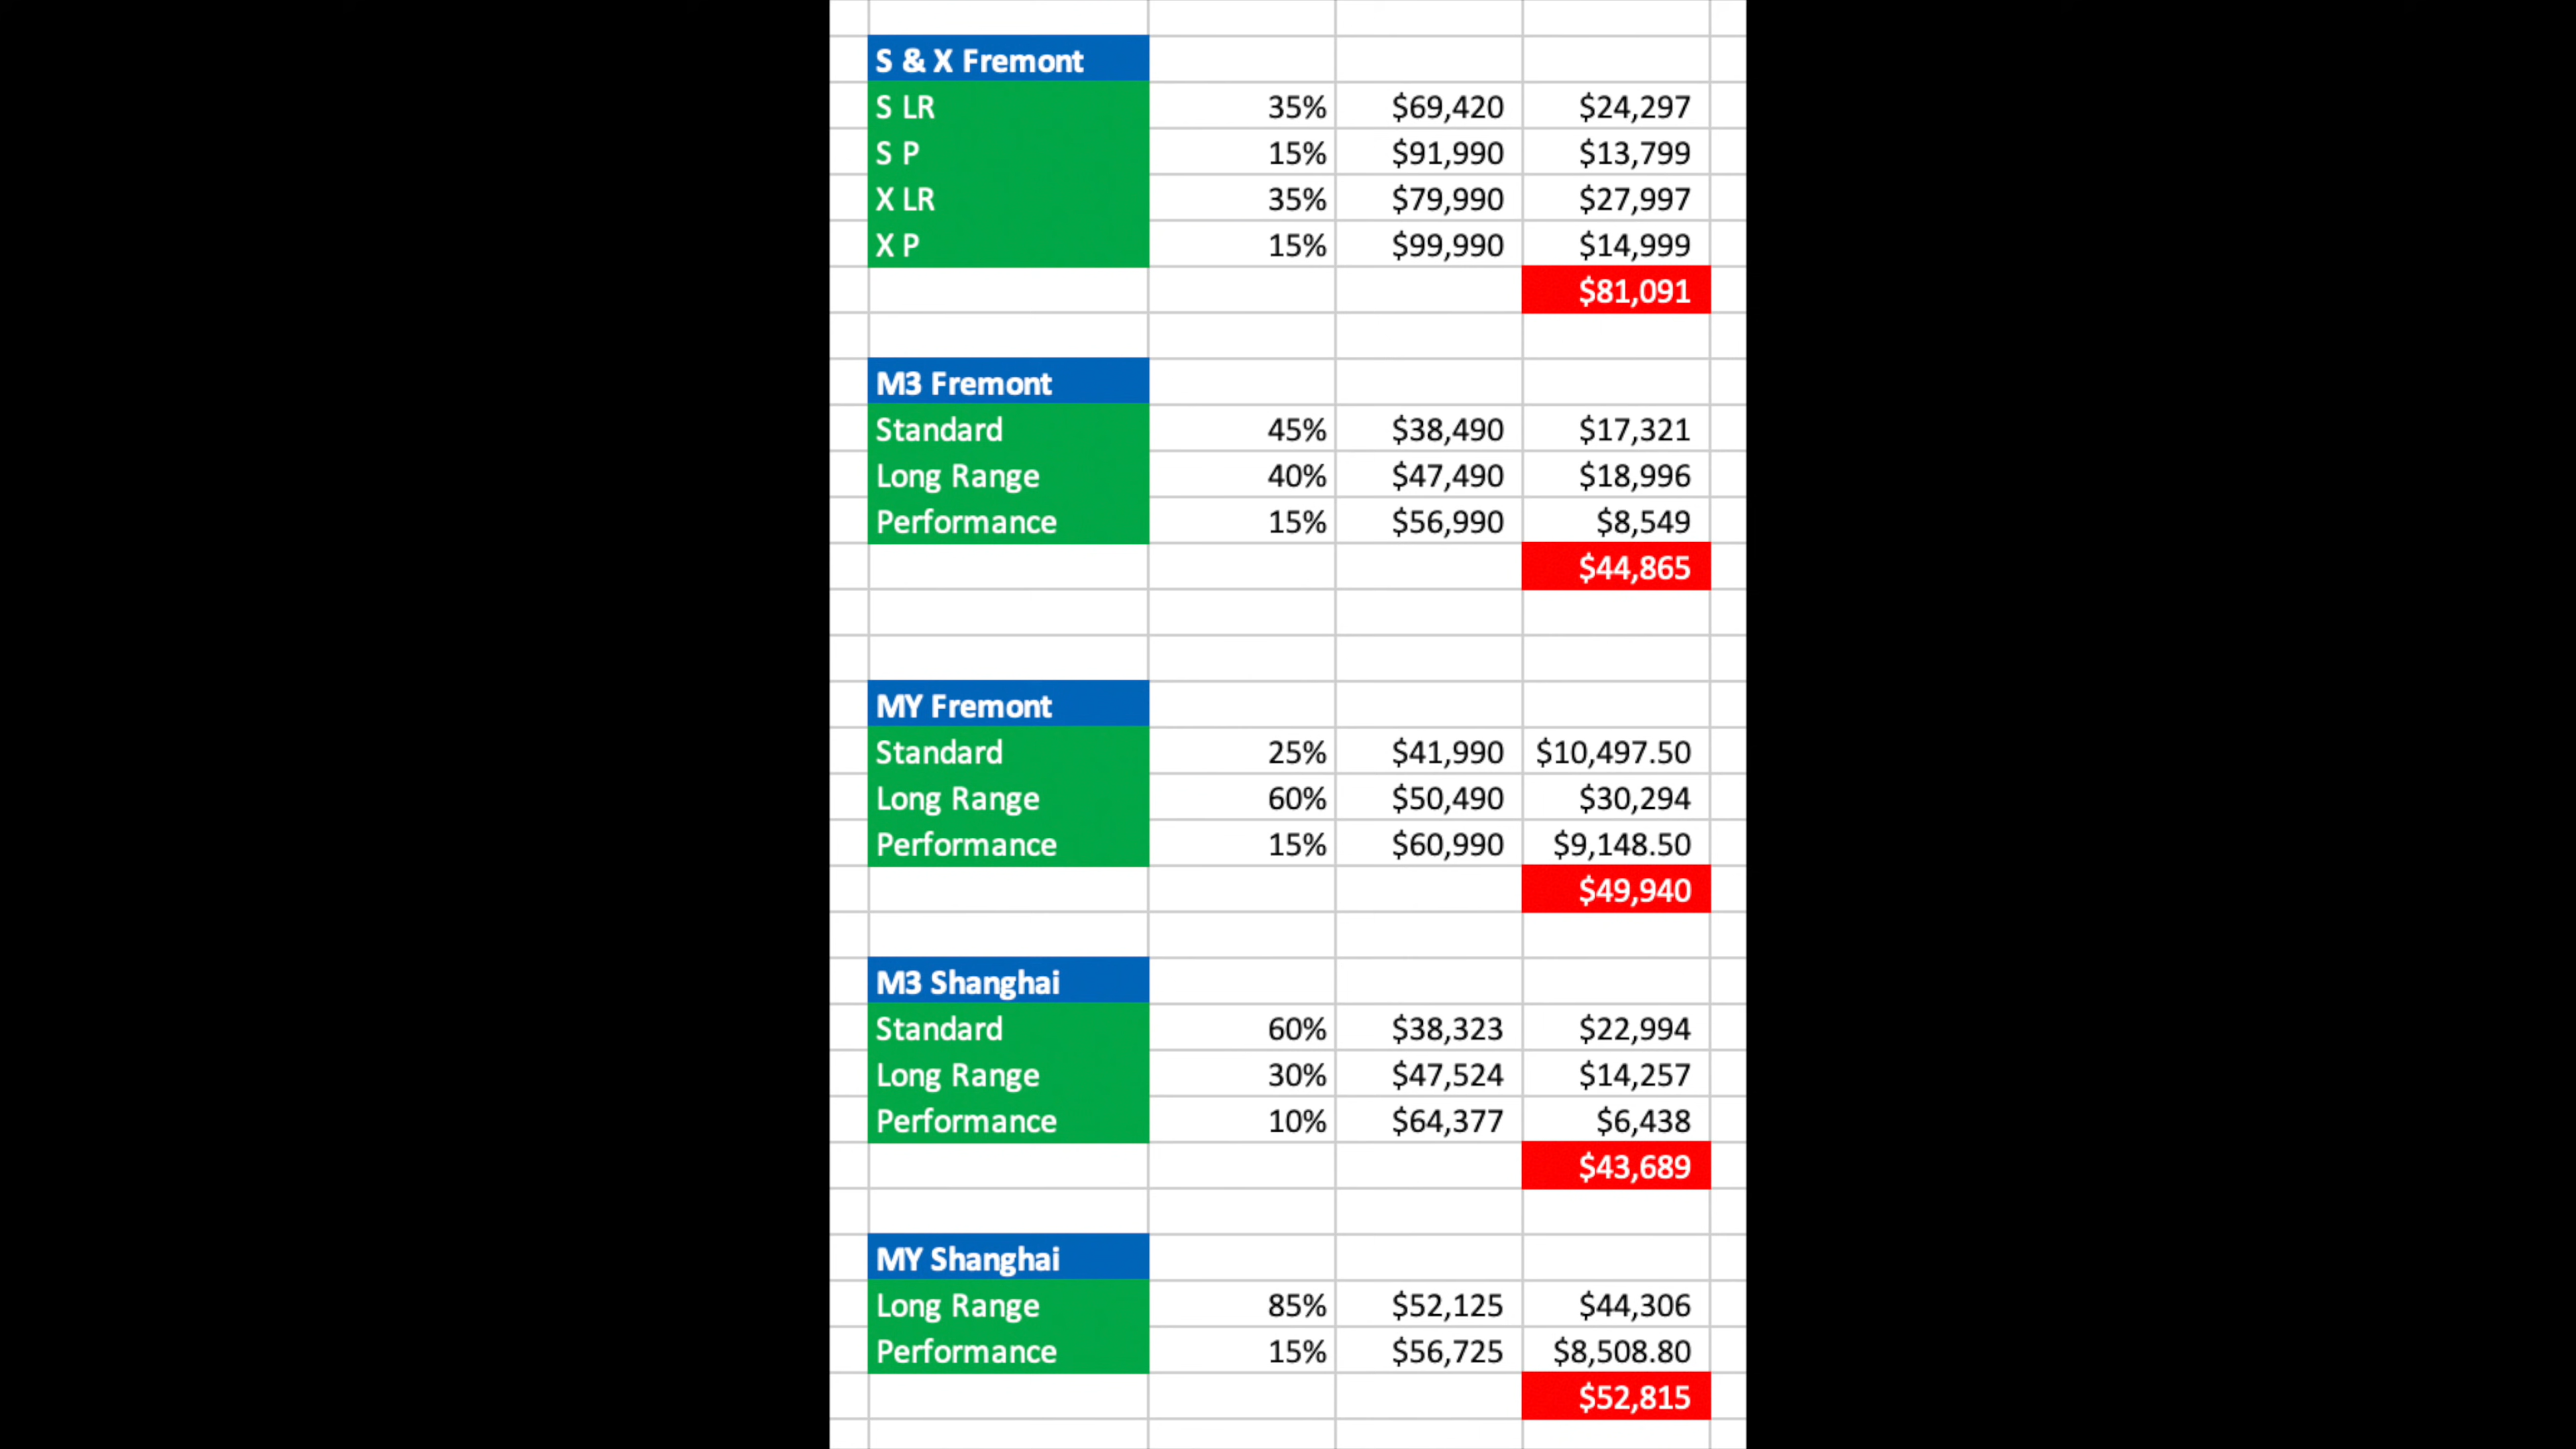 S & X Fremont
S LR 35% $69,420 $24,297
S P 15% $91,990 $13,799
X LR 35% $79,990 $27,997
X P 15% $99,990 $14,999
$81,091
M3 Fremont
Standard 45% $38,490 $17,321
Long Range 40% $47,490 $18,996
Performance 15% $56,990 $8,549
$44,865
MY Fremont
Standard 25% $41,990 $10,497.50
Long Range 60% $50,490 $30,294
Performance 15% $60,990 $9,148.50
$49,940
M3 Shanghai
Standard 60% $38,323 $22,994
Long Range 30% $47,524 $14,257
Performance 10% $64,377 $6,438
$43,689
MY Shanghai
Long Range 85% $52,125 $44,306
Performance 15% $56,725 $8,508.80
$52,815